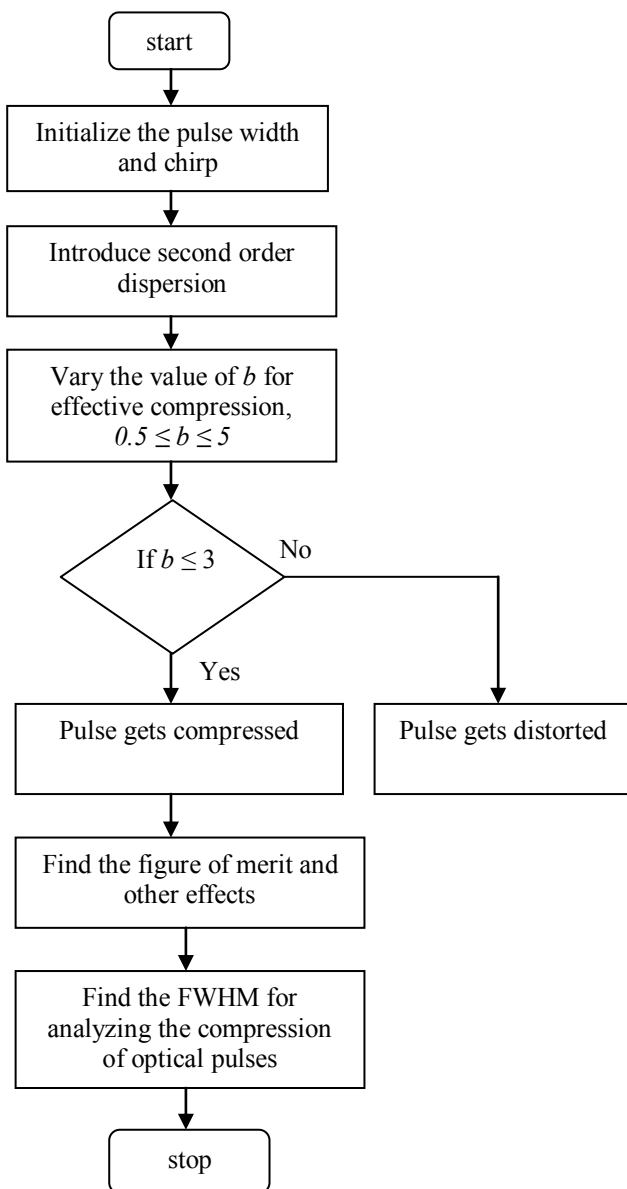 start
Initialize the pulse width
and chirp
Introduce second order
dispersion
Vary the value of b for
effective compression,
0.5 ≤ b ≤ 5
If b ≤ 3
No
Yes
Pulse gets compressed
Pulse gets distorted
Find the figure of merit and
other effects
Find the FWHM for
analyzing the compression
of optical pulses
stop